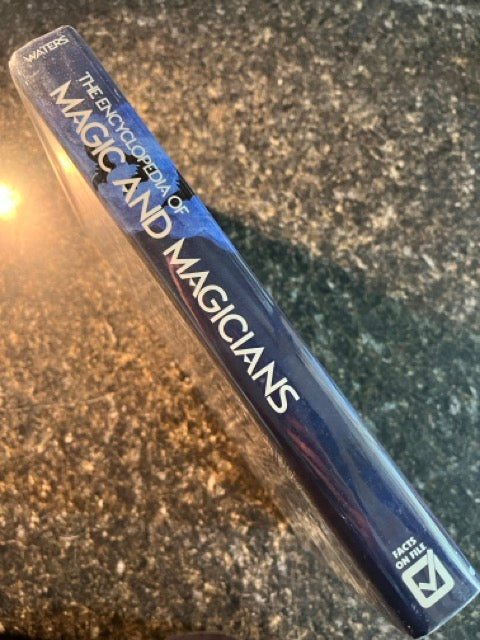 WATERS
THE ENCYCLOPEDIA OF
MAGIC AND MAGICIANS
FACTS
ON FILE